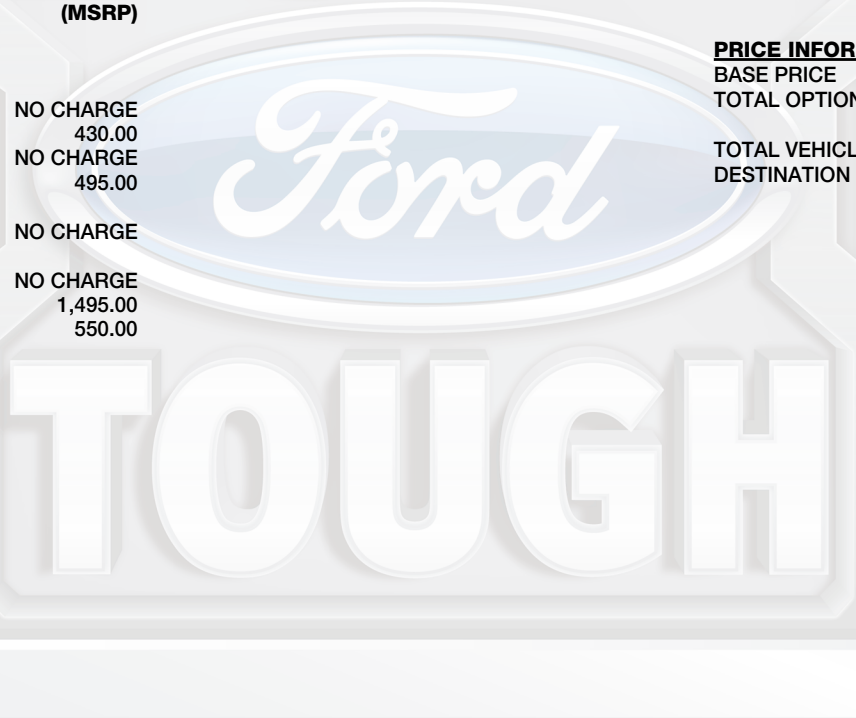 (MSRP)
NO CHARGE
430.00
NO CHARGE
495.00
NO CHARGE
NO CHARGE
1,495.00
550.00
PRICE INFOR
BASE PRICE
TOTAL OPTION
TOTAL VEHICL
DESTINATION
Ford
TOUGH